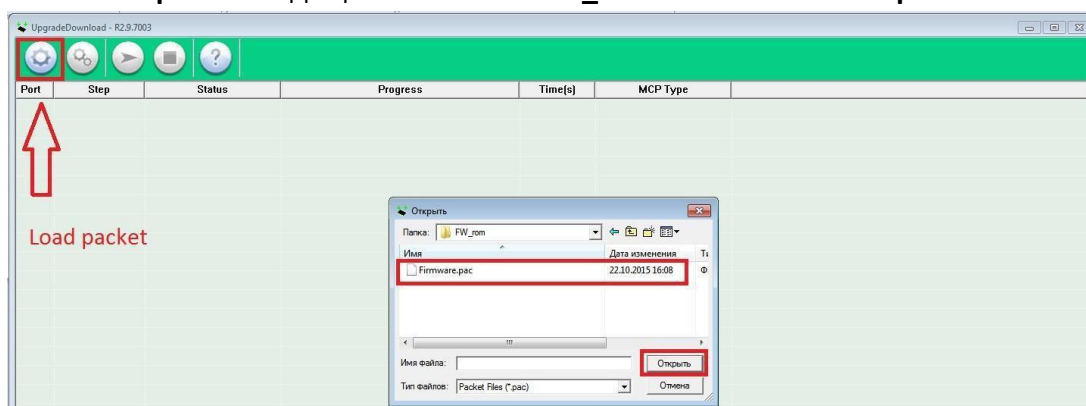 UpgradeDownload - R2.9.7003
Port Step Status Progress Time(s) MCP Type
Load packet
Открыть
Папка: FW_rom
Имя Дата изменения
Firmware.pac 22.10.2015 16:08 Ф
Имя файла: Открыть
Тип файлов: Packet Files (*.pac) Отмена